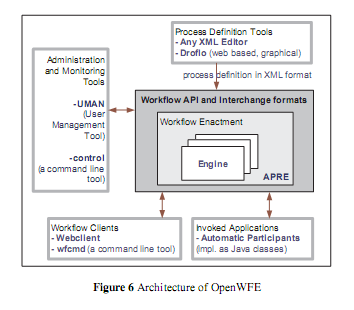 Process Definition Tools
- Any XML Editor
- Droflo (web based, graphical)
process definition in XML format
Administration
and Monitoring
Tools
- UMAN
(User
Management
Tool)
-control
(a command line
tool)
Workflow API and Interchange formats
Workflow Enactment
Engine
APRE
Workflow Clients
- Webclient
- wfcmd (a command line tool)
Invoked Applications
- Automatic Participants
(impl. as Java classes)
Figure 6 Architecture of OpenWFE